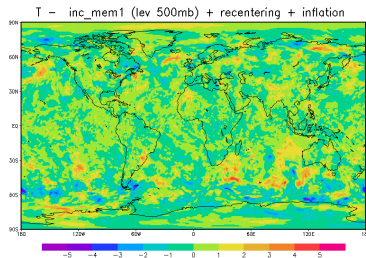 T - inc_mem1 (lev 500mb) + recentering + inflation
90N
60N
30N
EQ
30S
60S
90S
180 120W 60W 0 60E 120E 18
-5 -4 -3 -2 -1 0 1 2 3 4 5